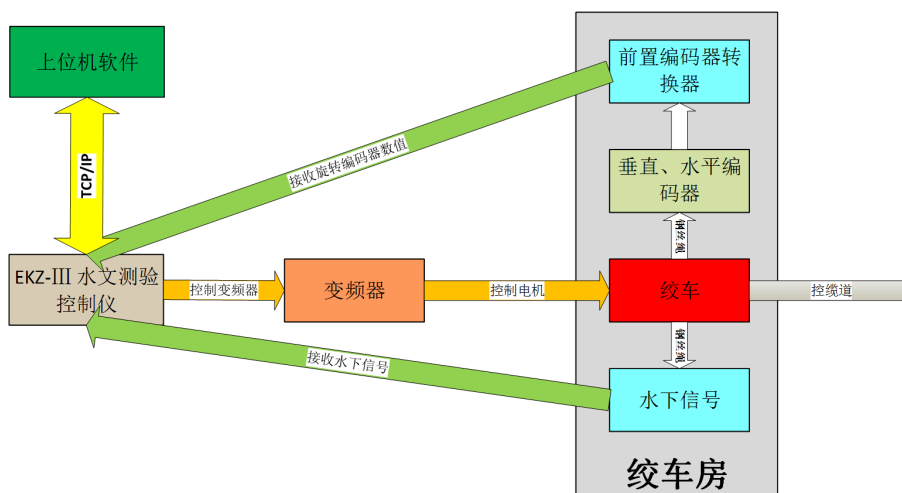 上位机软件
前置编码器转
换器
TCP/IP
接收旋转编码器数值
垂直、水平编
码器
钢丝绳
EKZ-Ⅲ 水文测验
控制仪
控制变频器
变频器
控制电机
绞车
控缆道
钢丝绳
接收水下信号
水下信号
绞车房